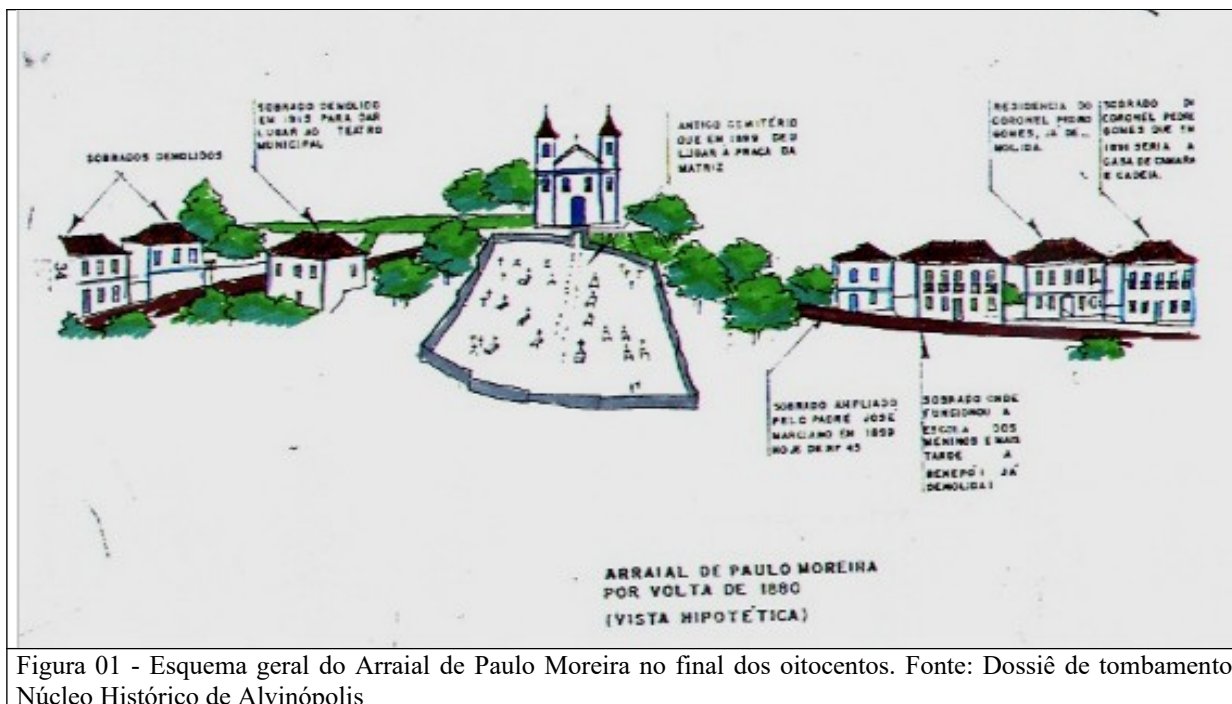 SOBRADOS DEMOLIDOS
SOBRADO DEMOLIDO
EM 1915 PARA DAR
LUGAR AO TEATRO
MUNICIPAL
ANTIGO CEMITÉRIO
QUE EM 1899 DEU
LUGAR À PRAÇA DA
MATRIZ
RESIDENCIA DO
CORONEL PEDRO
GOMES, JÁ DE_
MOLIDA.
SOBRADO DO
CORONEL PEDRO
GOMES QUE EM
SERIA A
CASA DE CAMARA
E CADEIA.
SOBRADO AMPLIADO
PELO PADRE JOSÉ
MARCIANO EM 1899
HOJE DE Nº 45
SOBRADO ONDE
FUNCIONOU A
ESCOLA DOS
MENINOS E MAIS
TARDE A
JÁ
DEMOLIDA
ARRAIAL DE PAULO MOREIRA
POR VOLTA DE 1880
(VISTA HIPOTÉTICA)
Figura 01 - Esquema geral do Arraial de Paulo Moreira no final dos oitocentos. Fonte: Dossiê de tombamento
Núcleo Histórico de Alvinópolis